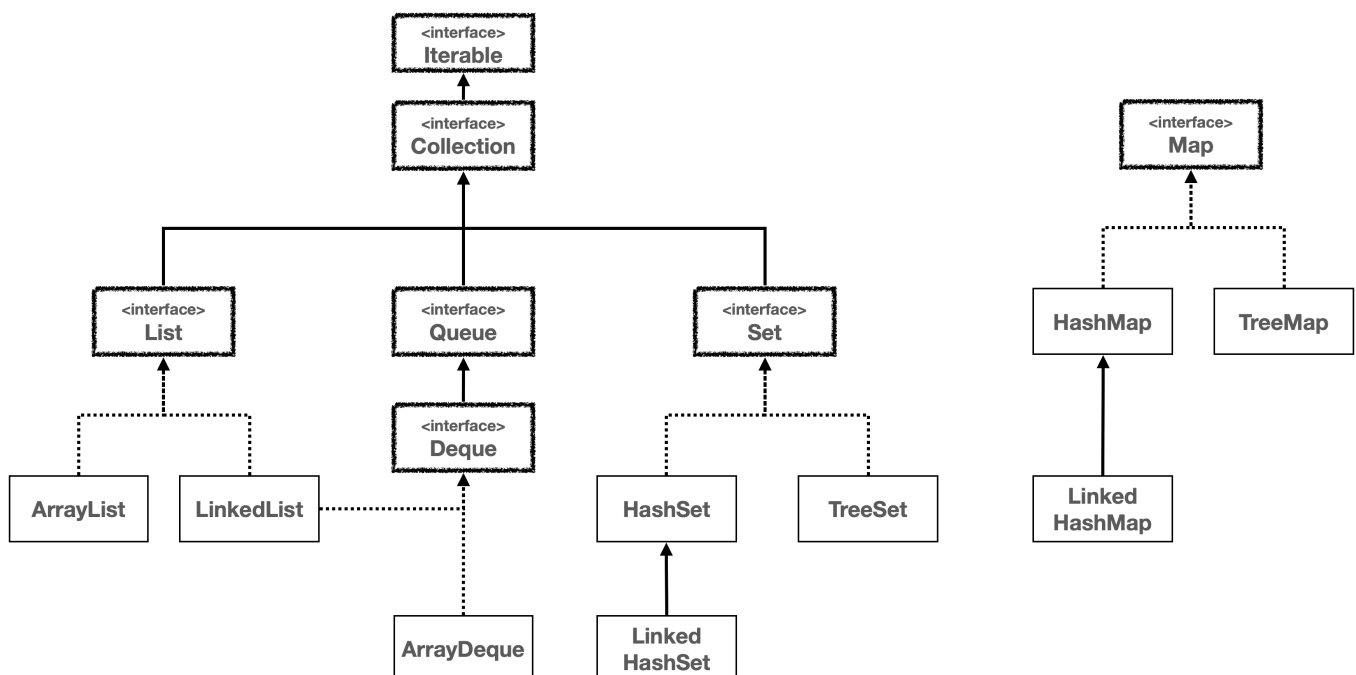 <interface>
Iterable
<interface>
Collection
<interface>
Map
<interface>
List
<interface>
Queue
<interface>
Set
HashMap
TreeMap
<interface>
Deque
ArrayList
LinkedList
HashSet
TreeSet
Linked
HashMap
ArrayDeque
Linked
HashSet